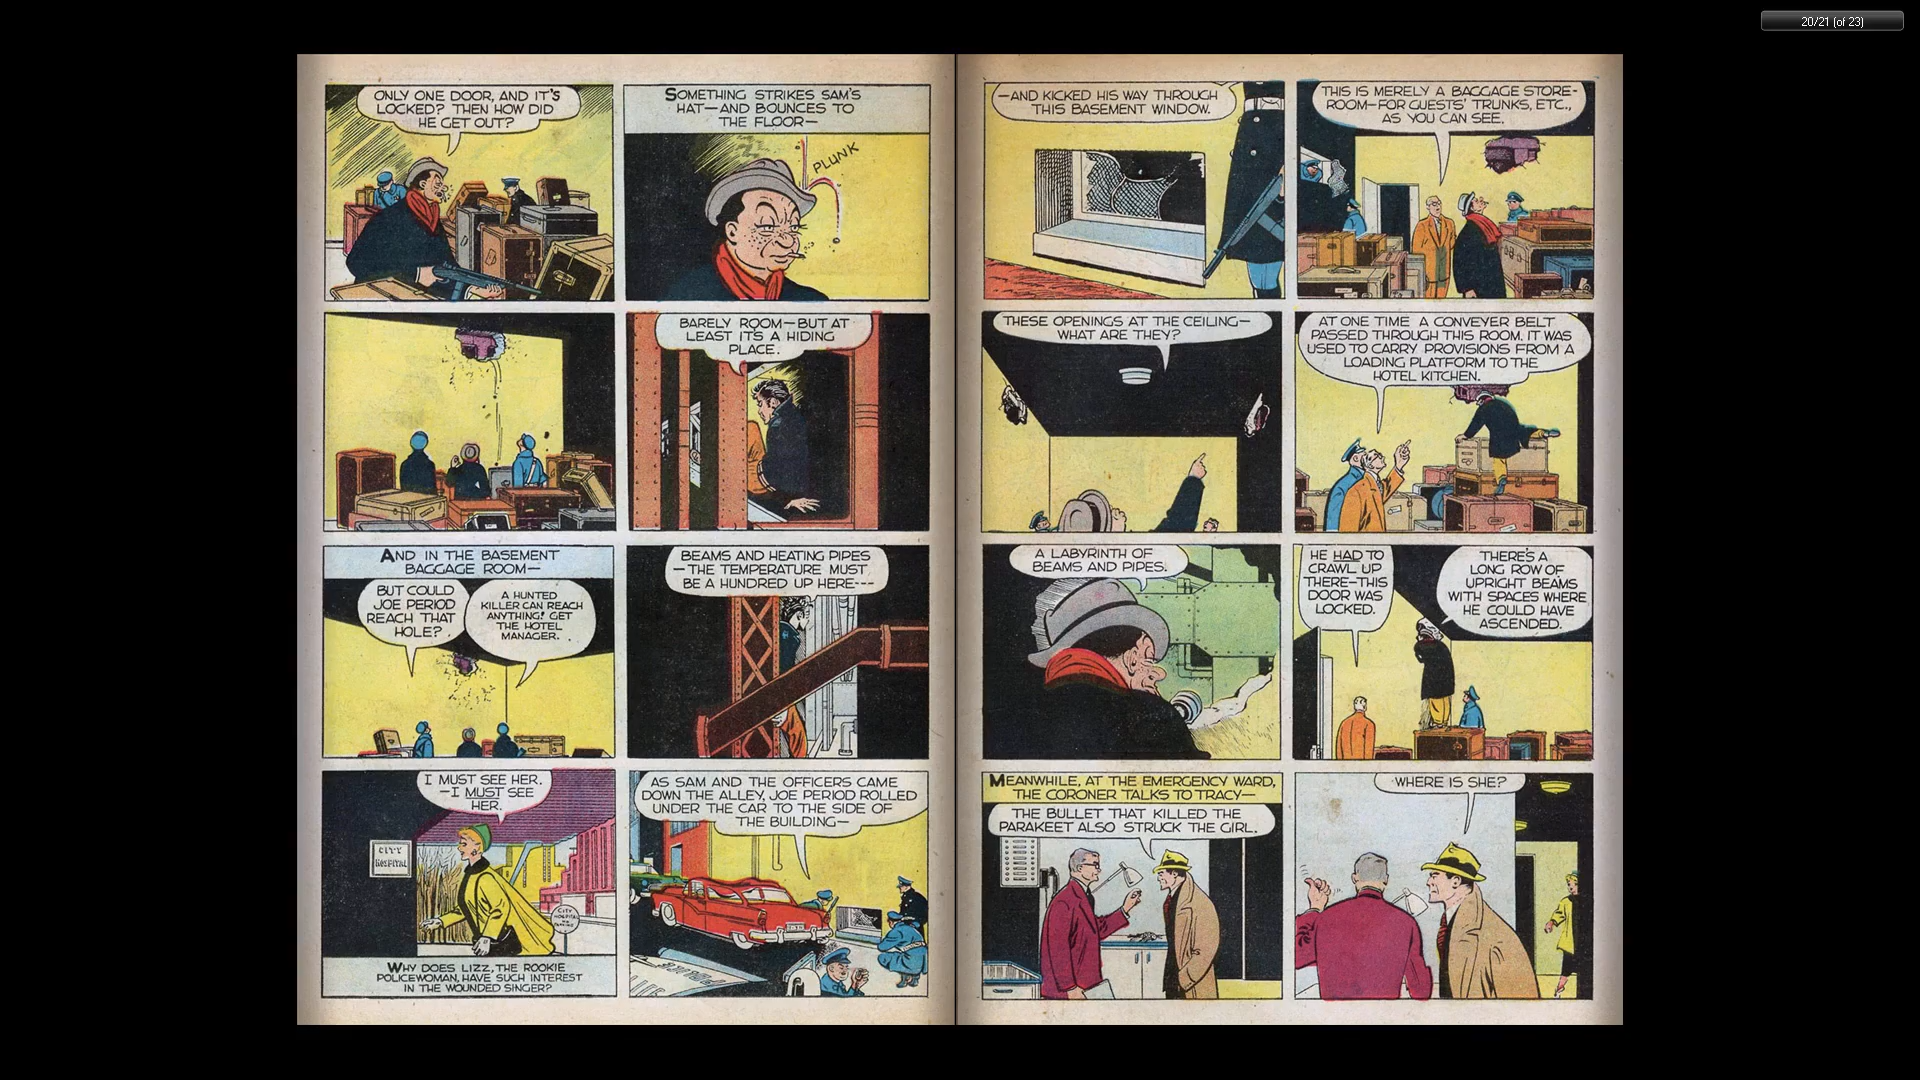 20/21 (of 23)
ONLY ONE DOOR, AND IT'S
LOCKED? THEN HOW DID
HE GET OUT?
SOMETHING STRIKES SAM'S
HAT—AND BOUNCES TO
THE FLOOR—
PLUNK
BARELY ROOM—BUT AT
LEAST IT'S A HIDING
PLACE.
AND IN THE BASEMENT
BAGGAGE ROOM—
BUT COULD
JOE PERIOD
REACH THAT
HOLE?
A HUNTED
KILLER CAN REACH
ANYTHING! GET
THE HOTEL
MANAGER.
BEAMS AND HEATING PIPES
—THE TEMPERATURE MUST
BE A HUNDRED UP HERE---
I MUST SEE HER.
—I MUST SEE
HER.
CITY
HOSPITAL
CITY
HOSPITAL
NO
PARKING
WHY DOES LIZZ, THE ROOKIE
POLICEWOMAN, HAVE SUCH INTEREST
IN THE WOUNDED SINGER?
AS SAM AND THE OFFICERS CAME
DOWN THE ALLEY, JOE PERIOD ROLLED
UNDER THE CAR TO THE SIDE OF
THE BUILDING—
—AND KICKED HIS WAY THROUGH
THIS BASEMENT WINDOW.
THIS IS MERELY A BAGGAGE STORE-
ROOM—FOR GUESTS' TRUNKS, ETC.,
AS YOU CAN SEE.
THESE OPENINGS AT THE CEILING—
WHAT ARE THEY?
AT ONE TIME A CONVEYER BELT
PASSED THROUGH THIS ROOM. IT WAS
USED TO CARRY PROVISIONS FROM A
LOADING PLATFORM TO THE
HOTEL KITCHEN.
A LABYRINTH OF
BEAMS AND PIPES.
HE HAD TO
CRAWL UP
THERE—THIS
DOOR WAS
LOCKED.
THERE'S A
LONG ROW OF
UPRIGHT BEAMS
WITH SPACES WHERE
HE COULD HAVE
ASCENDED.
MEANWHILE, AT THE EMERGENCY WARD,
THE CORONER TALKS TO TRACY—
THE BULLET THAT KILLED THE
PARAKEET ALSO STRUCK THE GIRL.
WHERE IS SHE?